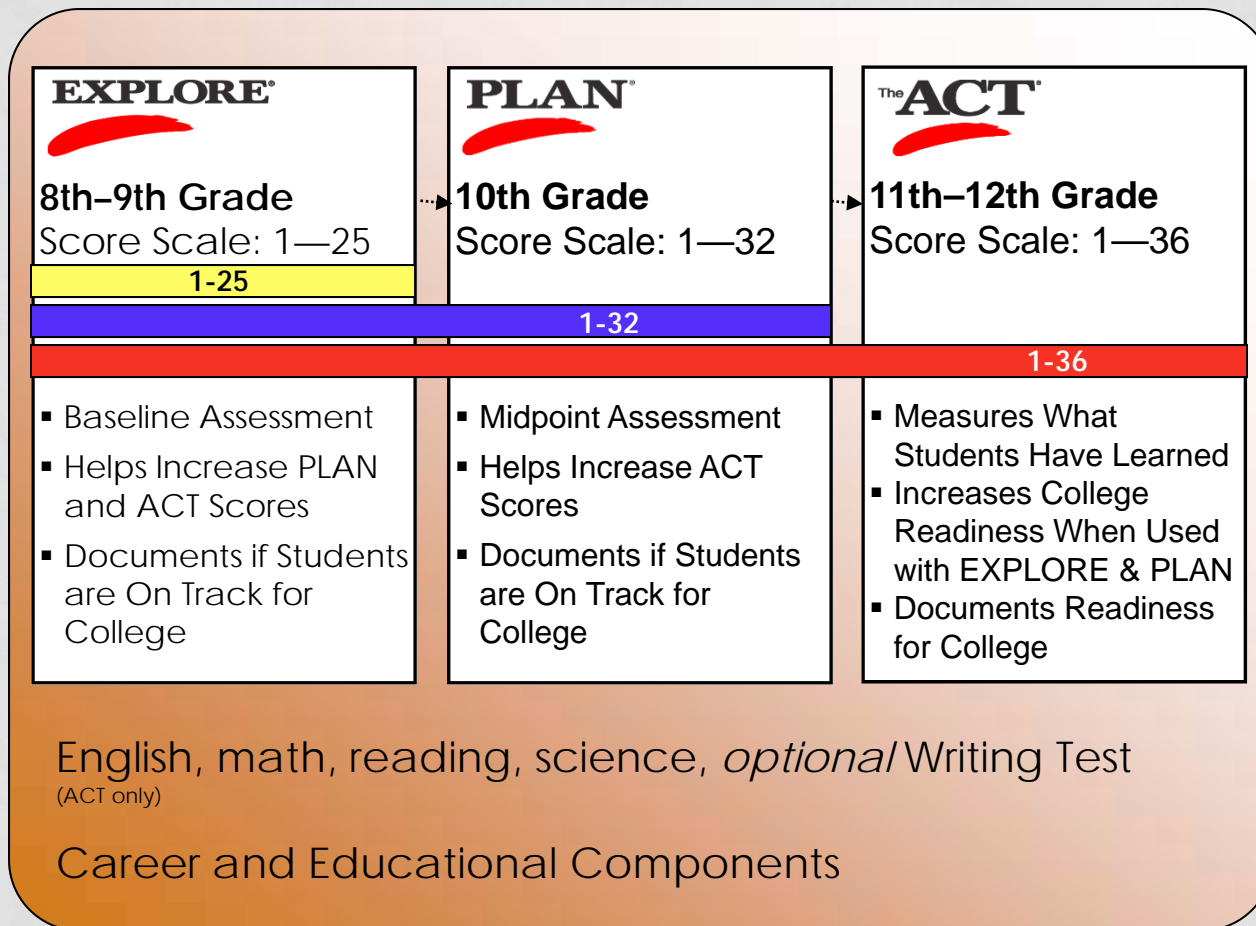 EXPLORE®
8th–9th Grade
Score Scale: 1—25
PLAN®
10th Grade
Score Scale: 1—32
The ACT®
11th–12th Grade
Score Scale: 1—36
1-25
1-32
1-36
▪ Baseline Assessment
▪ Helps Increase PLAN
and ACT Scores
▪ Documents if Students
are On Track for
College
▪ Midpoint Assessment
▪ Helps Increase ACT
Scores
▪ Documents if Students
are On Track for
College
▪ Measures What
Students Have Learned
▪ Increases College
Readiness When Used
with EXPLORE & PLAN
▪ Documents Readiness
for College
English, math, reading, science, optional Writing Test
(ACT only)
Career and Educational Components